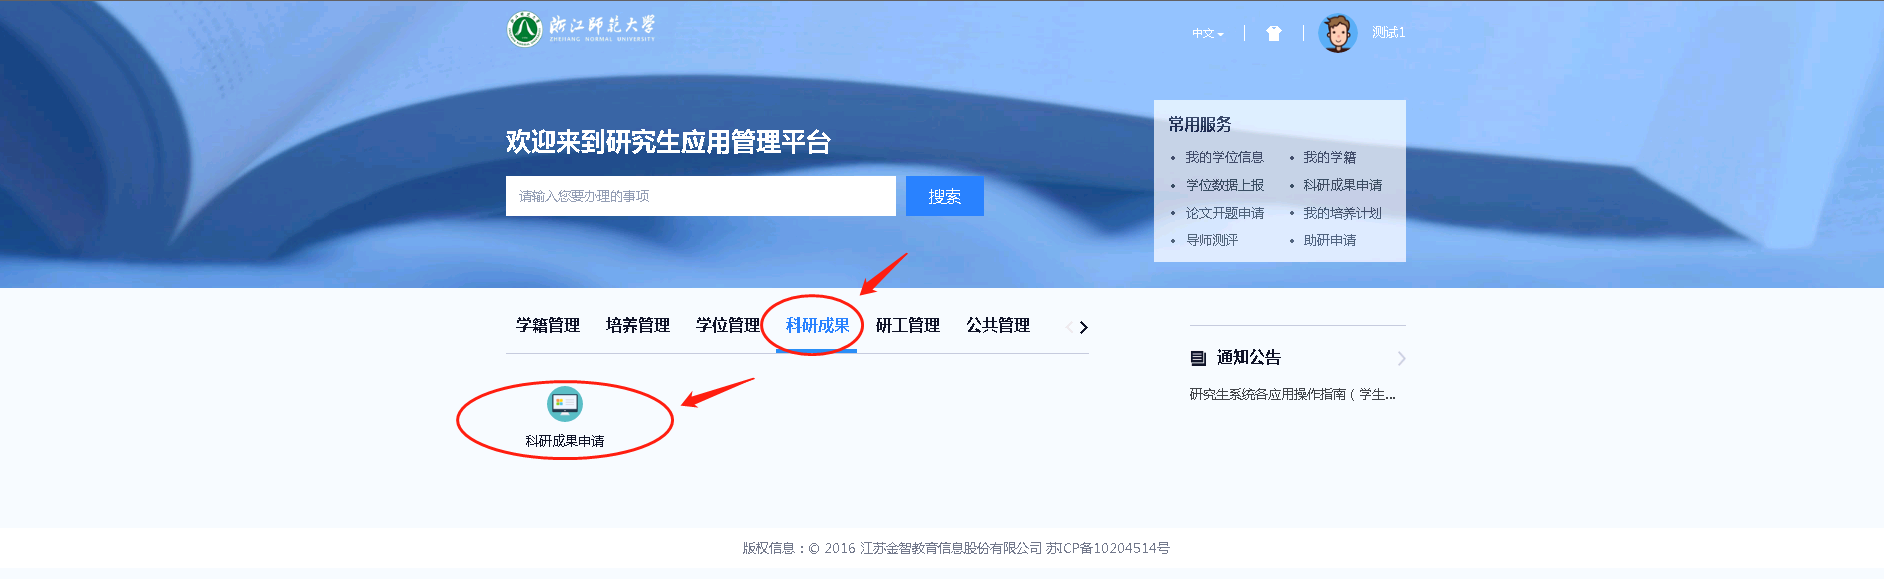 浙江師範大學
ZHEJIANG NORMAL UNIVERSITY
中文
测试1
欢迎来到研究生应用管理平台
请输入您要办理的事项
搜索
常用服务
我的学位信息
我的学籍
学位数据上报
科研成果申请
论文开题申请
我的培养计划
导师测评
助研申请
学籍管理 培养管理 学位管理 科研成果 研工管理 公共管理
科研成果申请
通知公告
研究生系统各应用操作指南（学生...
版权信息：© 2016 江苏金智教育信息股份有限公司 苏ICP备10204514号